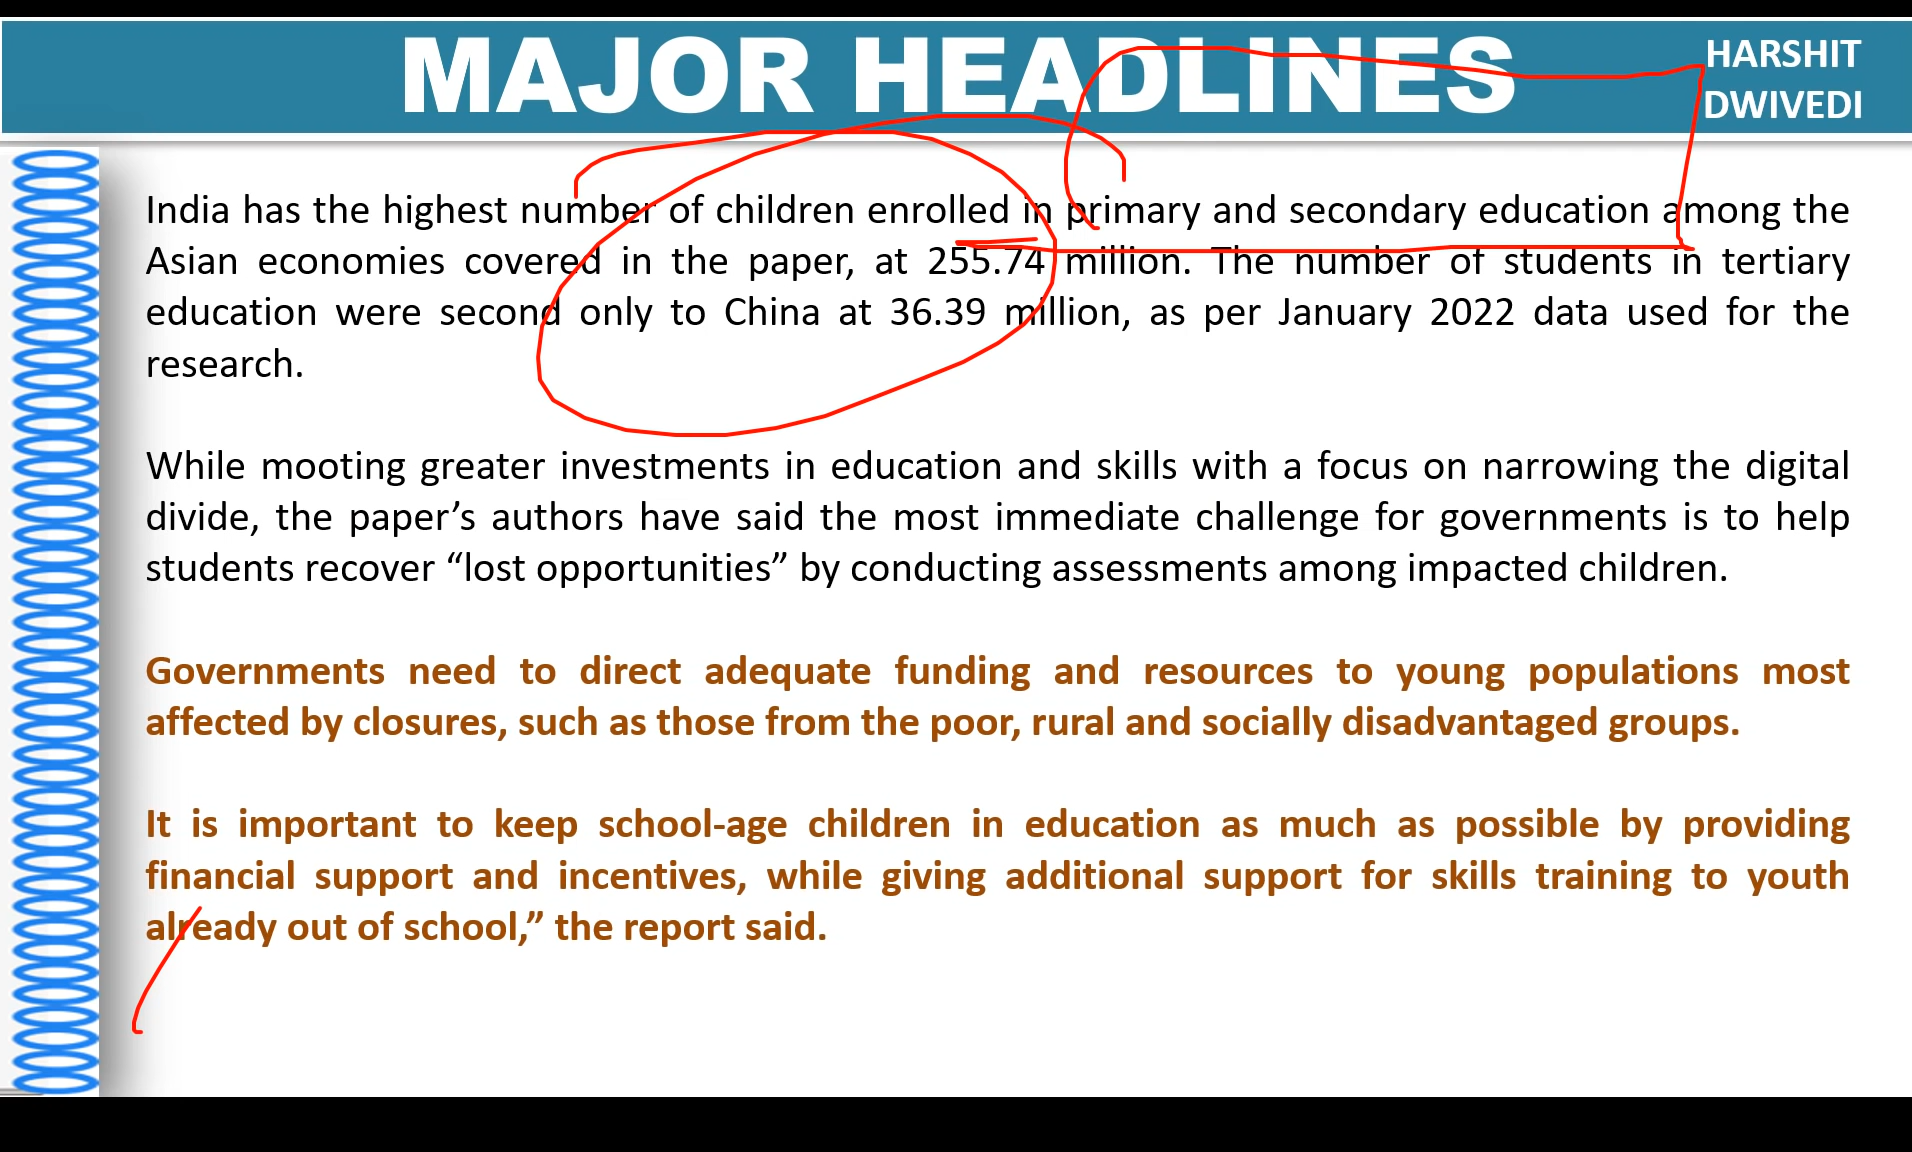 MAJOR HEADLINES
HARSHIT
DWIVEDI
India has the highest number of children enrolled in primary and secondary education among the
Asian economies covered in the paper, at 255.74 million. The number of students in tertiary
education were second only to China at 36.39 million, as per January 2022 data used for the
research.
While mooting greater investments in education and skills with a focus on narrowing the digital
divide, the paper’s authors have said the most immediate challenge for governments is to help
students recover “lost opportunities” by conducting assessments among impacted children.
Governments need to direct adequate funding and resources to young populations most
affected by closures, such as those from the poor, rural and socially disadvantaged groups.
It is important to keep school-age children in education as much as possible by providing
financial support and incentives, while giving additional support for skills training to youth
already out of school,” the report said.